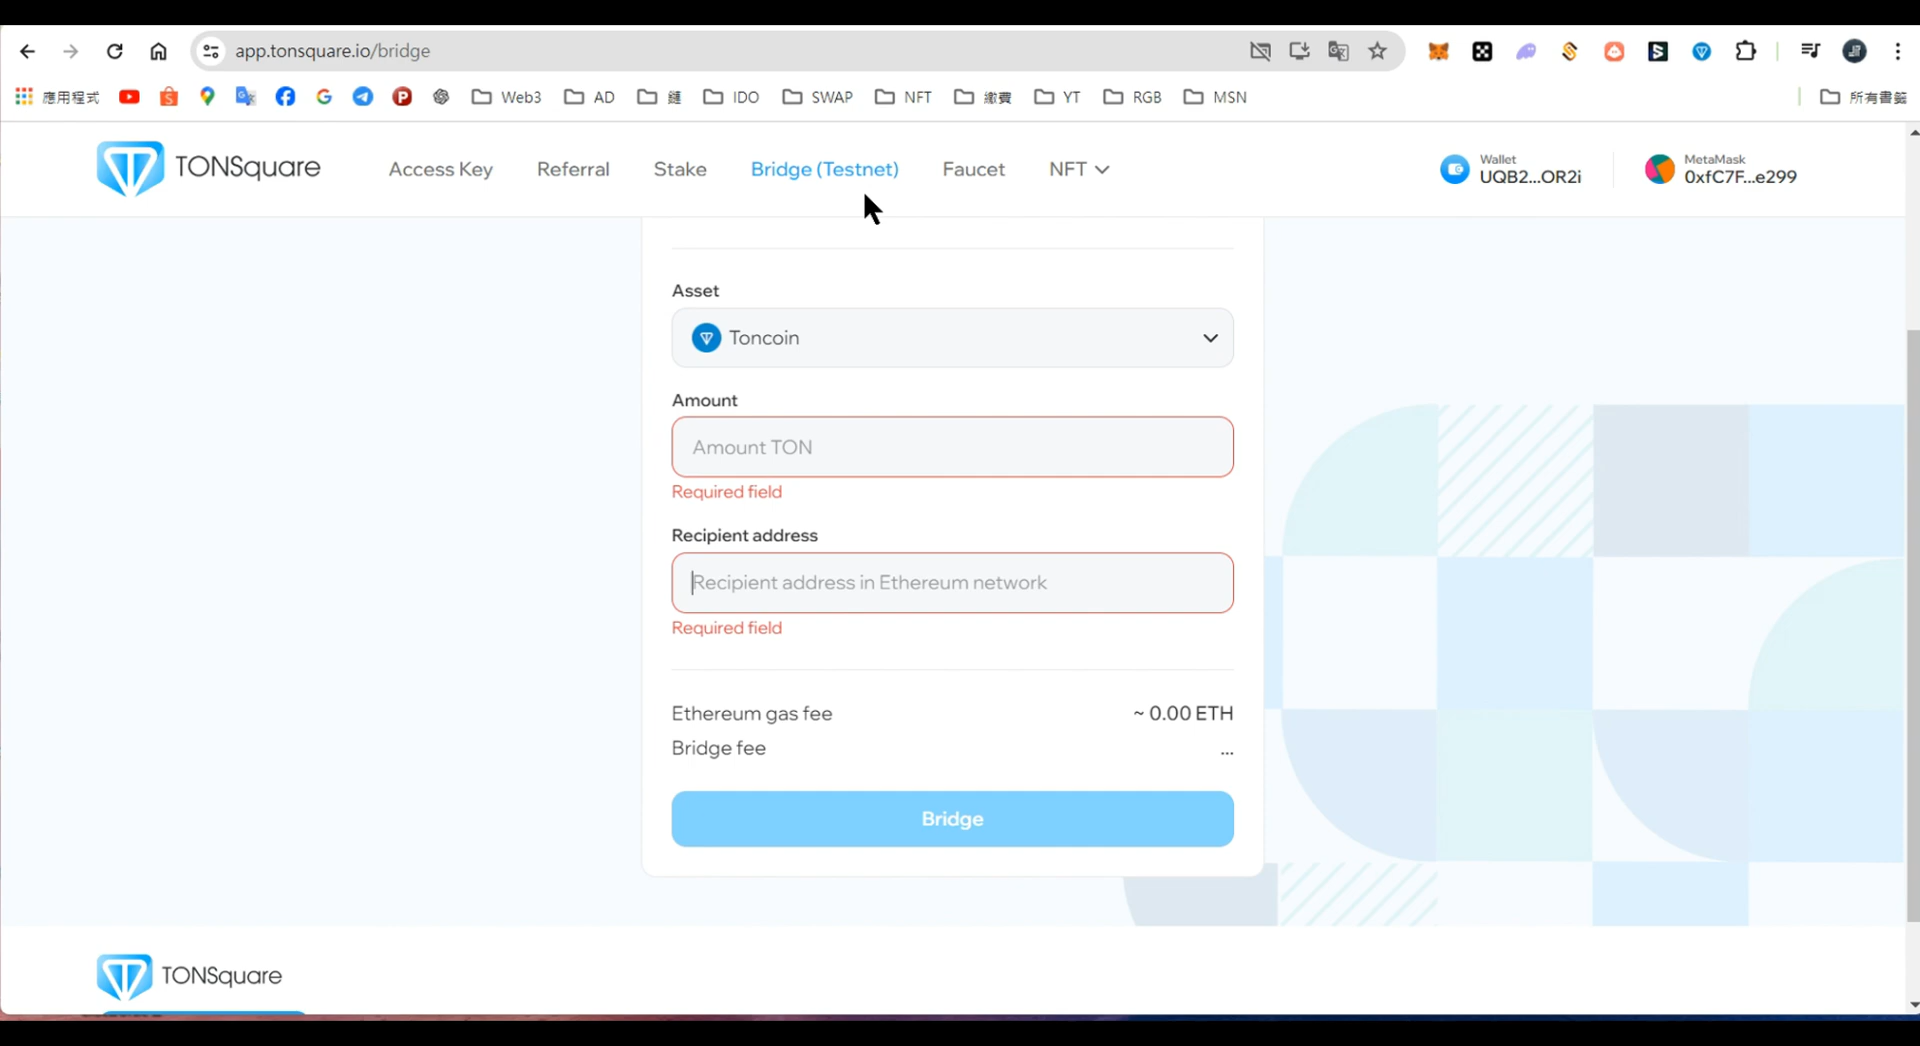 app.tonsquare.io/bridge
應用程式
Web3
AD
鏈
IDO
SWAP
NFT
繳費
YT
RGB
MSN
所有書籤
TONSquare
Access Key
Referral
Stake
Bridge (Testnet)
Faucet
NFT
Wallet
UQB2...OR2i
MetaMask
0xfC7F...e299
Asset
Toncoin
Amount
Amount TON
Required field
Recipient address
Recipient address in Ethereum network
Required field
Ethereum gas fee
~ 0.00 ETH
Bridge fee
...
Bridge
TONSquare